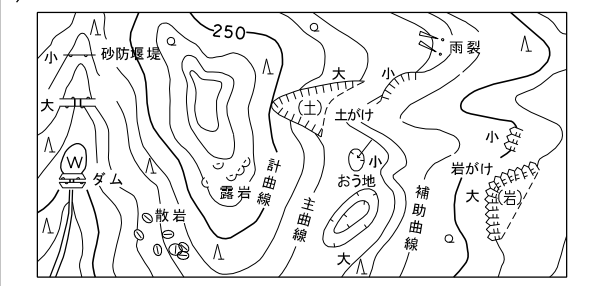 250
小
砂防堰堤
雨裂
大
小
大
(土)
土がけ
小
W
小
岩がけ
ダム
おう地
大
(岩)
露岩
計曲線
主曲線
補助曲線
散岩
大